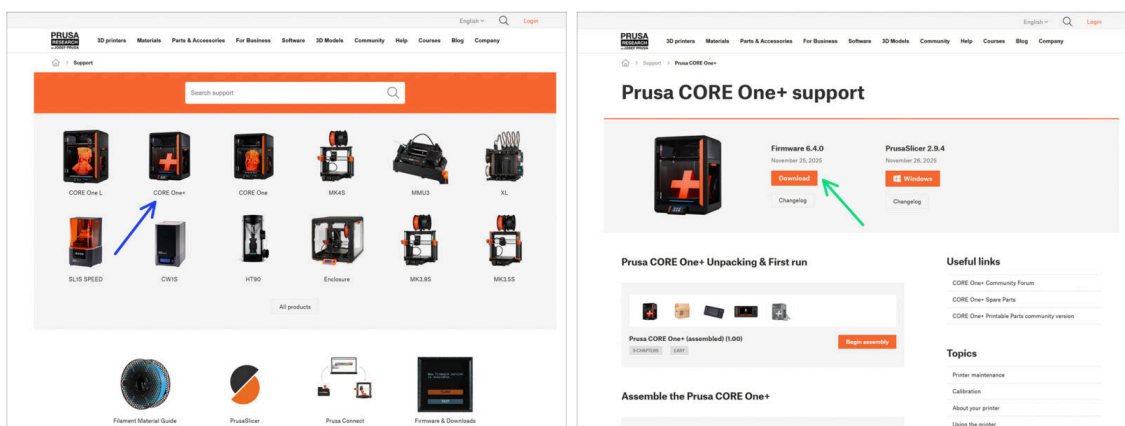 English
Login
PRUSA
RESEARCH
by JOSEF PRUSA
3D printers Materials Parts & Accessories For Business Software 3D Models Community Help Courses Blog Company
Support
Search support
CORE One L CORE One+ CORE One MK4S MMU3 XL
SL1S SPEED CW1S HT90 Enclosure MK3.9S MK3.5S
All products
Filament Material Guide PrusaSlicer Prusa Connect Firmware & Downloads
English
Login
PRUSA
RESEARCH
by JOSEF PRUSA
3D printers Materials Parts & Accessories For Business Software 3D Models Community Help Courses Blog Company
Support Prusa CORE One+
Prusa CORE One+ support
Firmware 6.4.0 PrusaSlicer 2.9.4
November 25, 2025 November 26, 2025
Download Windows
Changelog Changelog
Prusa CORE One+ Unpacking & First run
Prusa CORE One+ (assembled) (1.00)
EASY
Begin assembly
Assemble the Prusa CORE One+
Useful links
CORE One+ Community Forum
CORE One+ Spare Parts
CORE One+ Printable Parts community version
Topics
Printer maintenance
Calibration
About your printer
Using the printer